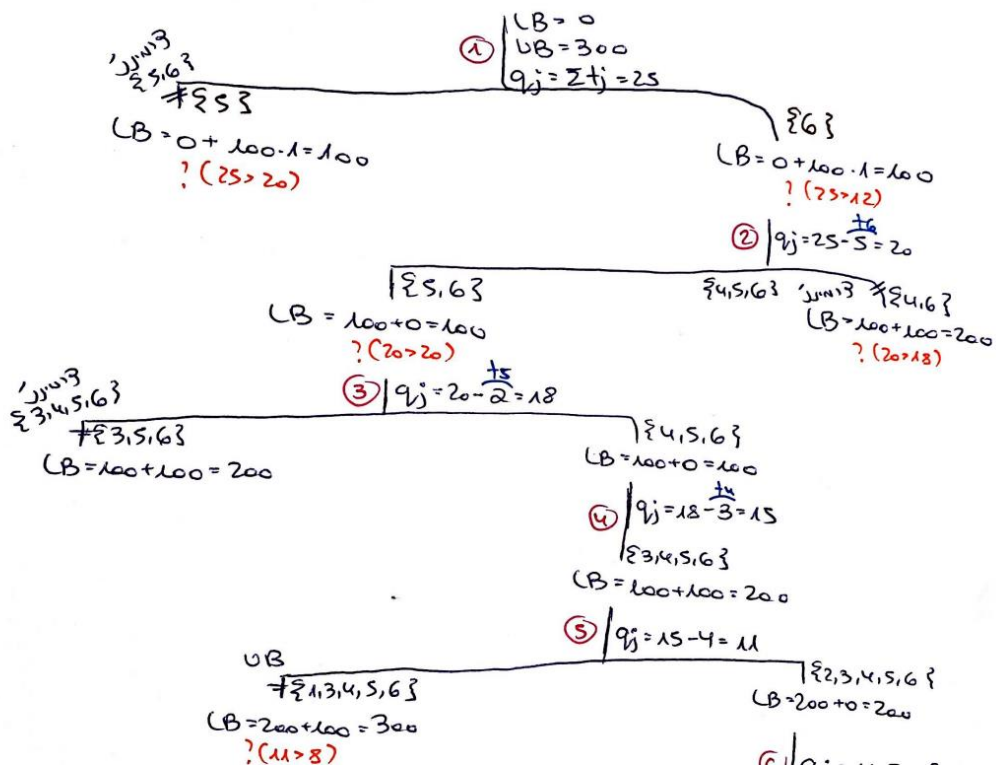 ① LB = 0
UB = 300
qj = Σtj = 25
דומיננ'
{5,6}
{5}
LB = 0 + 100·1 = 100
? (25>20)
{6}
LB = 0 + 100·1 = 100
? (25>12)
② qj = 25 - 5 = 20
t6
{5,6}
LB = 100 + 0 = 100
? (20>20)
{4,5,6} דומיננ' {4,6}
LB = 100 + 100 = 200
? (20>18)
③ qj = 20 - 2 = 18
t5
דומיננ'
{3,4,5,6}
{3,5,6}
LB = 100 + 100 = 200
{4,5,6}
LB = 100 + 0 = 100
④ qj = 18 - 3 = 15
t4
{3,4,5,6}
LB = 100 + 100 = 200
⑤ qj = 15 - 4 = 11
UB
{1,3,4,5,6}
LB = 200 + 100 = 300
? (11>8)
{2,3,4,5,6}
LB = 200 + 0 = 200